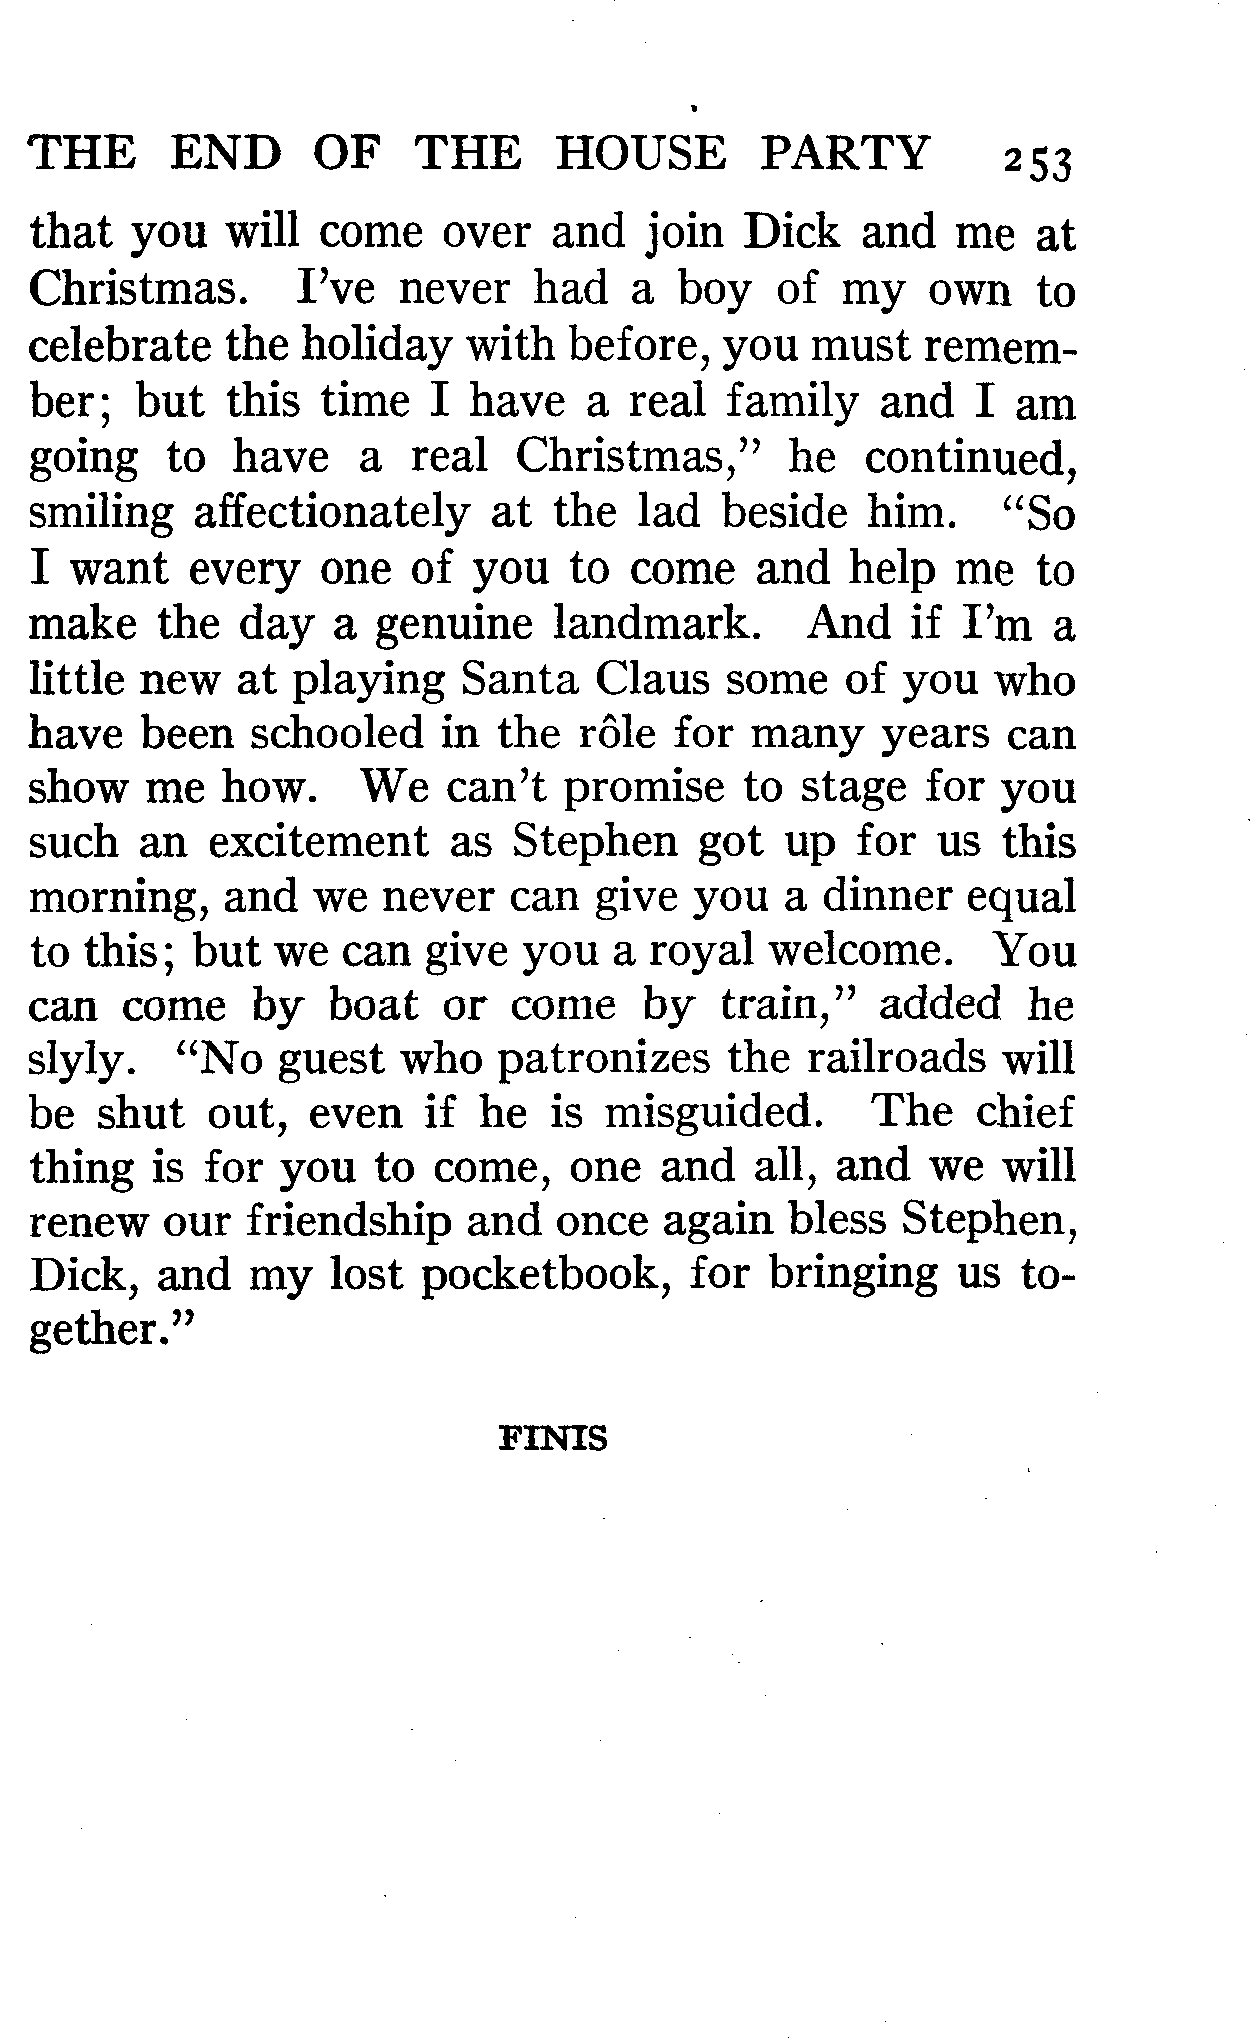 THE END OF THE HOUSE PARTY 253
that you will come over and join Dick and me at
Christmas. I've never had a boy of my own to
celebrate the holiday with before, you must remem-
ber; but this time I have a real family and I am
going to have a real Christmas,” he continued,
smiling affectionately at the lad beside him. “So
I want every one of you to come and help me to
make the day a genuine landmark. And if I'm a
little new at playing Santa Claus some of you who
have been schooled in the rôle for many years can
show me how. We can't promise to stage for you
such an excitement as Stephen got up for us this
morning, and we never can give you a dinner equal
to this; but we can give you a royal welcome. You
can come by boat or come by train,” added he
slyly. “No guest who patronizes the railroads will
be shut out, even if he is misguided. The chief
thing is for you to come, one and all, and we will
renew our friendship and once again bless Stephen,
Dick, and my lost pocketbook, for bringing us to-
gether.”
FINIS